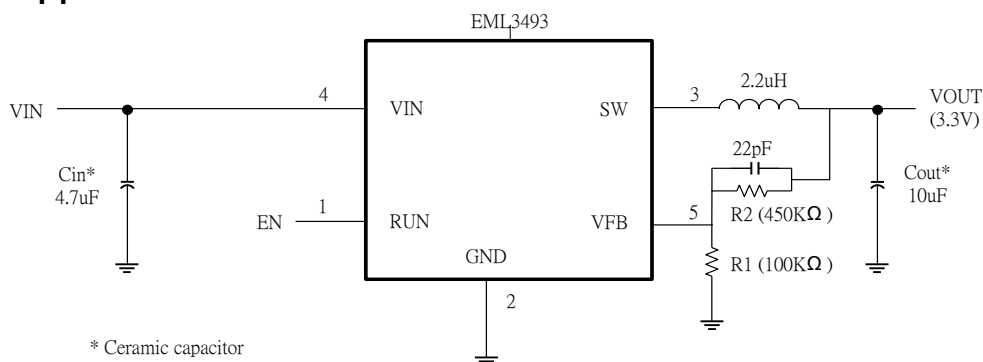 EML3493
VIN
4
VIN
SW
3
2.2uH
VOUT
(3.3V)
Cin*
4.7uF
22pF
R2 (450KΩ)
Cout*
10uF
EN
1
RUN
VFB
5
R1 (100KΩ)
GND
2
* Ceramic capacitor